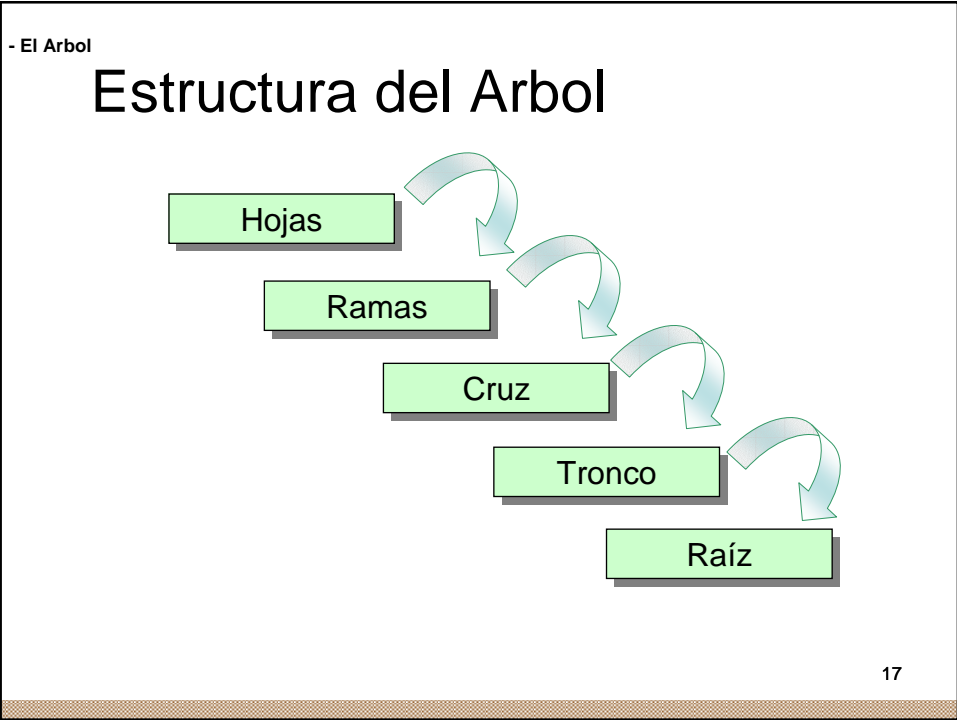 - El Arbol
Estructura del Arbol
Hojas
Ramas
Cruz
Tronco
Raíz
17